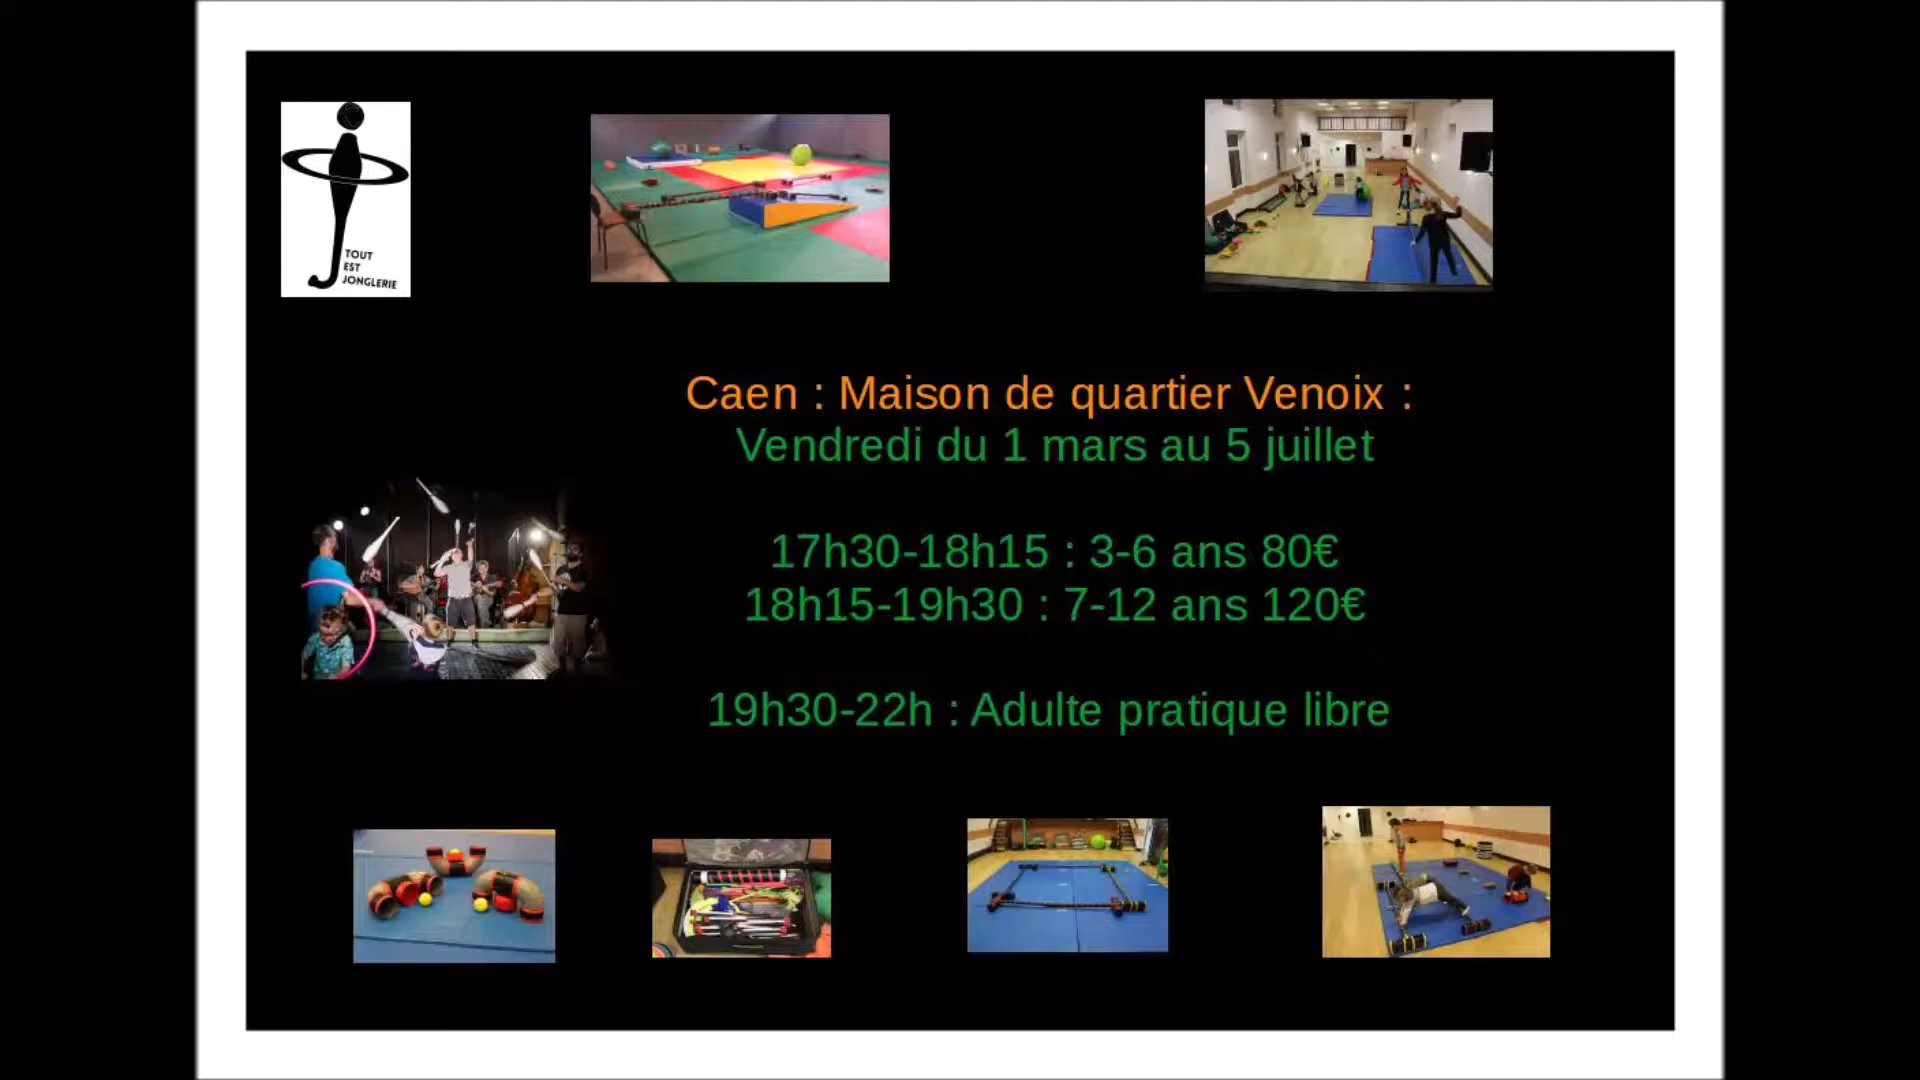 TOUT
EST
JONGLERIE
Caen : Maison de quartier Venoix :
Vendredi du 1 mars au 5 juillet
17h30-18h15 : 3-6 ans 80€
18h15-19h30 : 7-12 ans 120€
19h30-22h : Adulte pratique libre